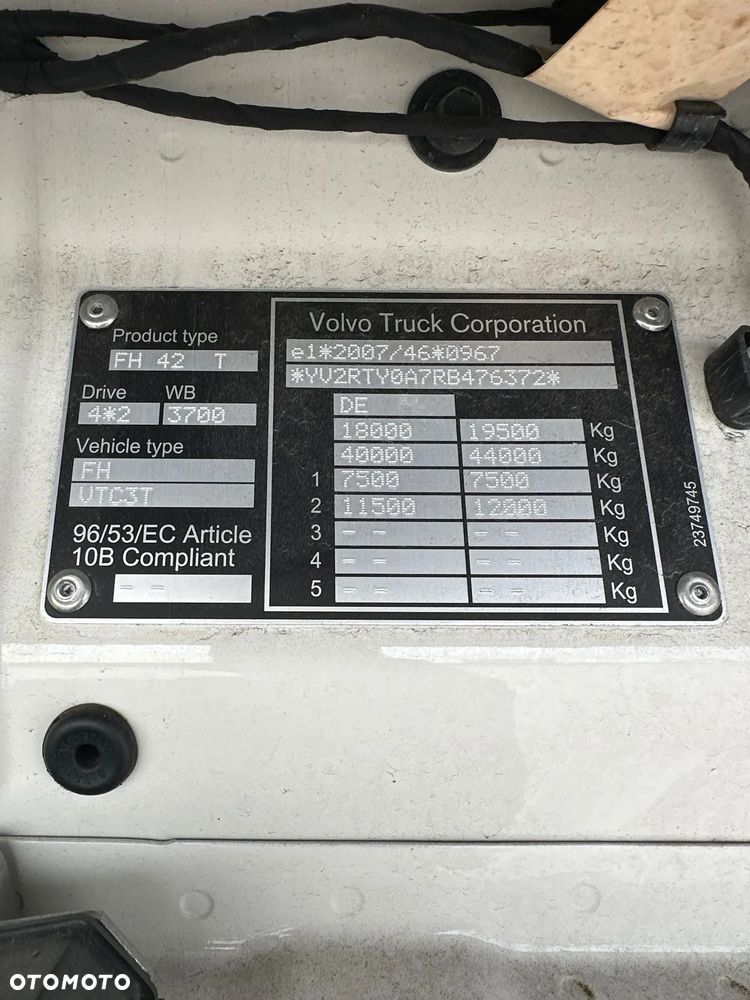 Product type
FH 42 T
Drive WB
4*2 3700
Vehicle type
FH
VTC3T
96/53/EC Article
10B Compliant
-- --
Volvo Truck Corporation
e1*2007/46*0967
*YV2RTY0A7RB476372*
DE
18000 19500 Kg
40000 44000 Kg
1 7500 7500 Kg
2 11500 12000 Kg
3 -- -- -- -- Kg
4 -- -- -- -- Kg
5 -- -- -- -- Kg
23749745
OTOMOTO